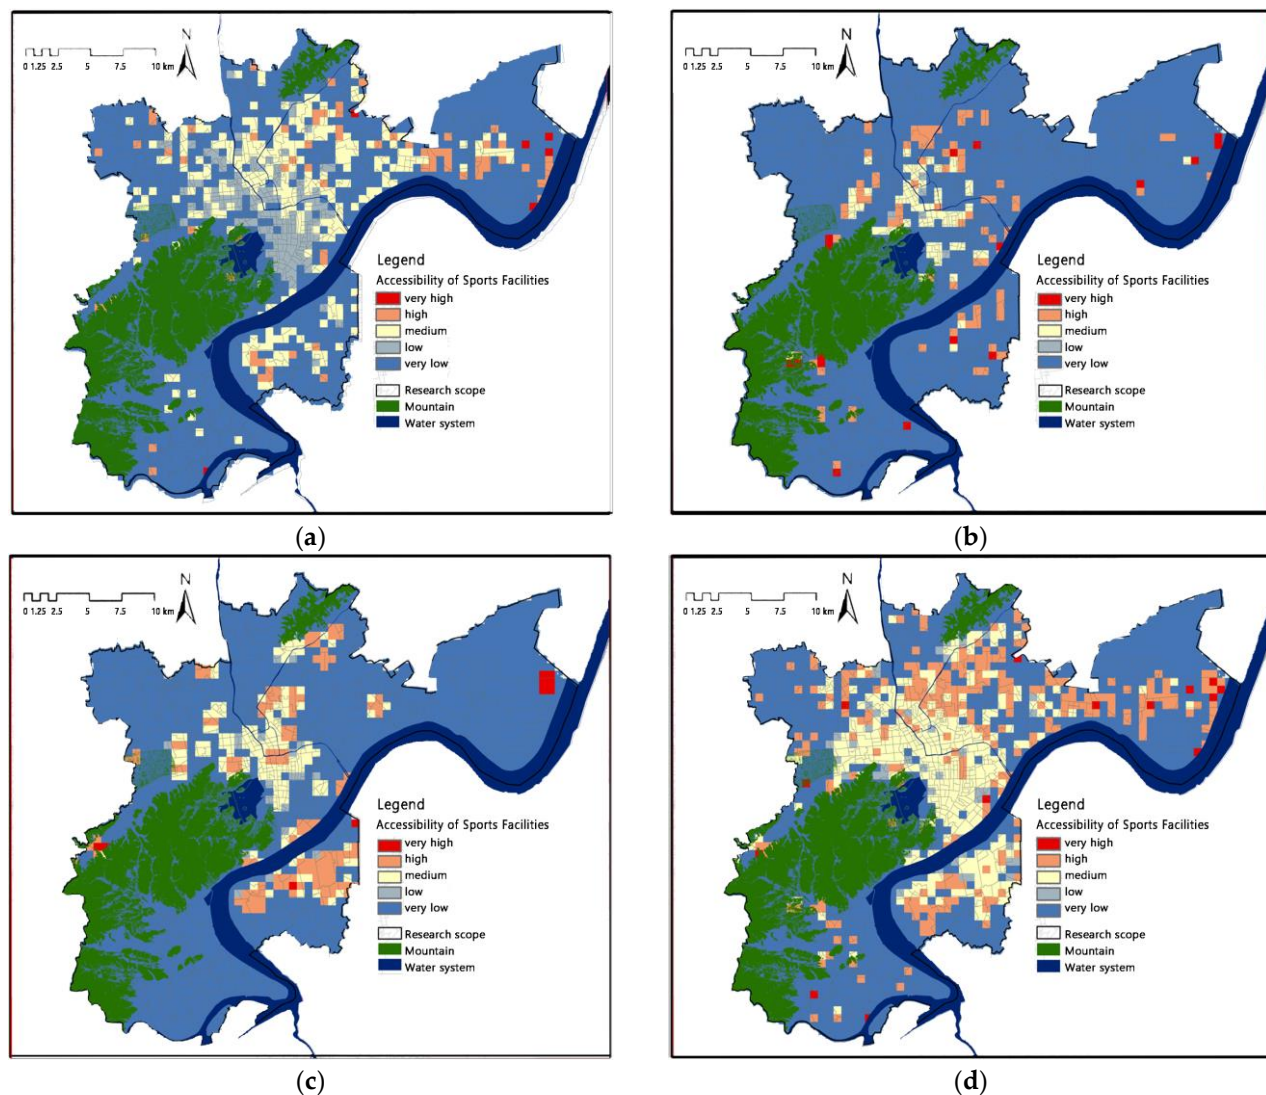 N
0 1.25 2.5 5 7.5 10 km
Legend
Accessibility of Sports Facilities
very high
high
medium
low
very low
Research scope
Mountain
Water system
(a)
N
0 1.25 2.5 5 7.5 10 km
Legend
Accessibility of Sports Facilities
very high
high
medium
low
very low
Research scope
Mountain
Water system
(b)
N
0 1.25 2.5 5 7.5 10 km
Legend
Accessibility of Sports Facilities
very high
high
medium
low
very low
Research scope
Mountain
Water system
(c)
N
0 1.25 2.5 5 7.5 10 km
Legend
Accessibility of Sports Facilities
very high
high
medium
low
very low
Research scope
Mountain
Water system
(d)